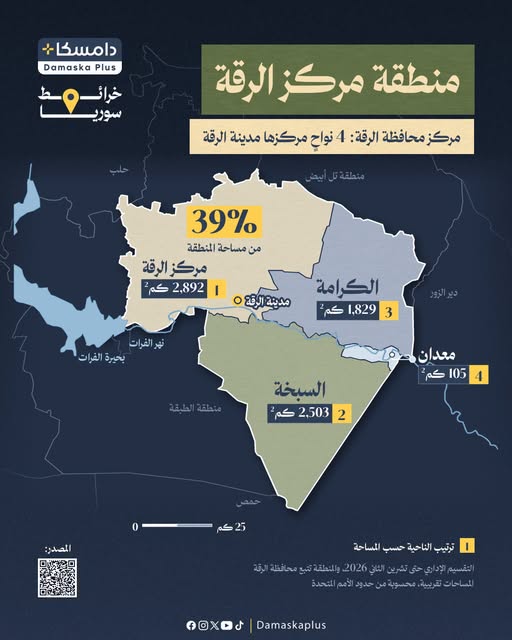 دامسكا+
Damaska Plus
خرائط
سوريا
منطقة مركز الرقة
مركز محافظة الرقة: 4 نواحٍ مركزها مدينة الرقة
حلب
منطقة تل أبيض
39%
من مساحة المنطقة
مركز الرقة
1 2,892 كم²
مدينة الرقة
الكرامة
3 1,829 كم²
دير الزور
نهر الفرات
بحيرة الفرات
معدان
4 105 كم²
السبخة
2 2,503 كم²
منطقة الطبقة
حمص
0 25 كم
المصدر:
1 ترتيب الناحية حسب المساحة
التقسيم الإداري حتى تشرين الثاني 2026، والمنطقة تتبع محافظة الرقة
المساحات تقريبية، محسوبة من حدود الأمم المتحدة
Damaskaplus